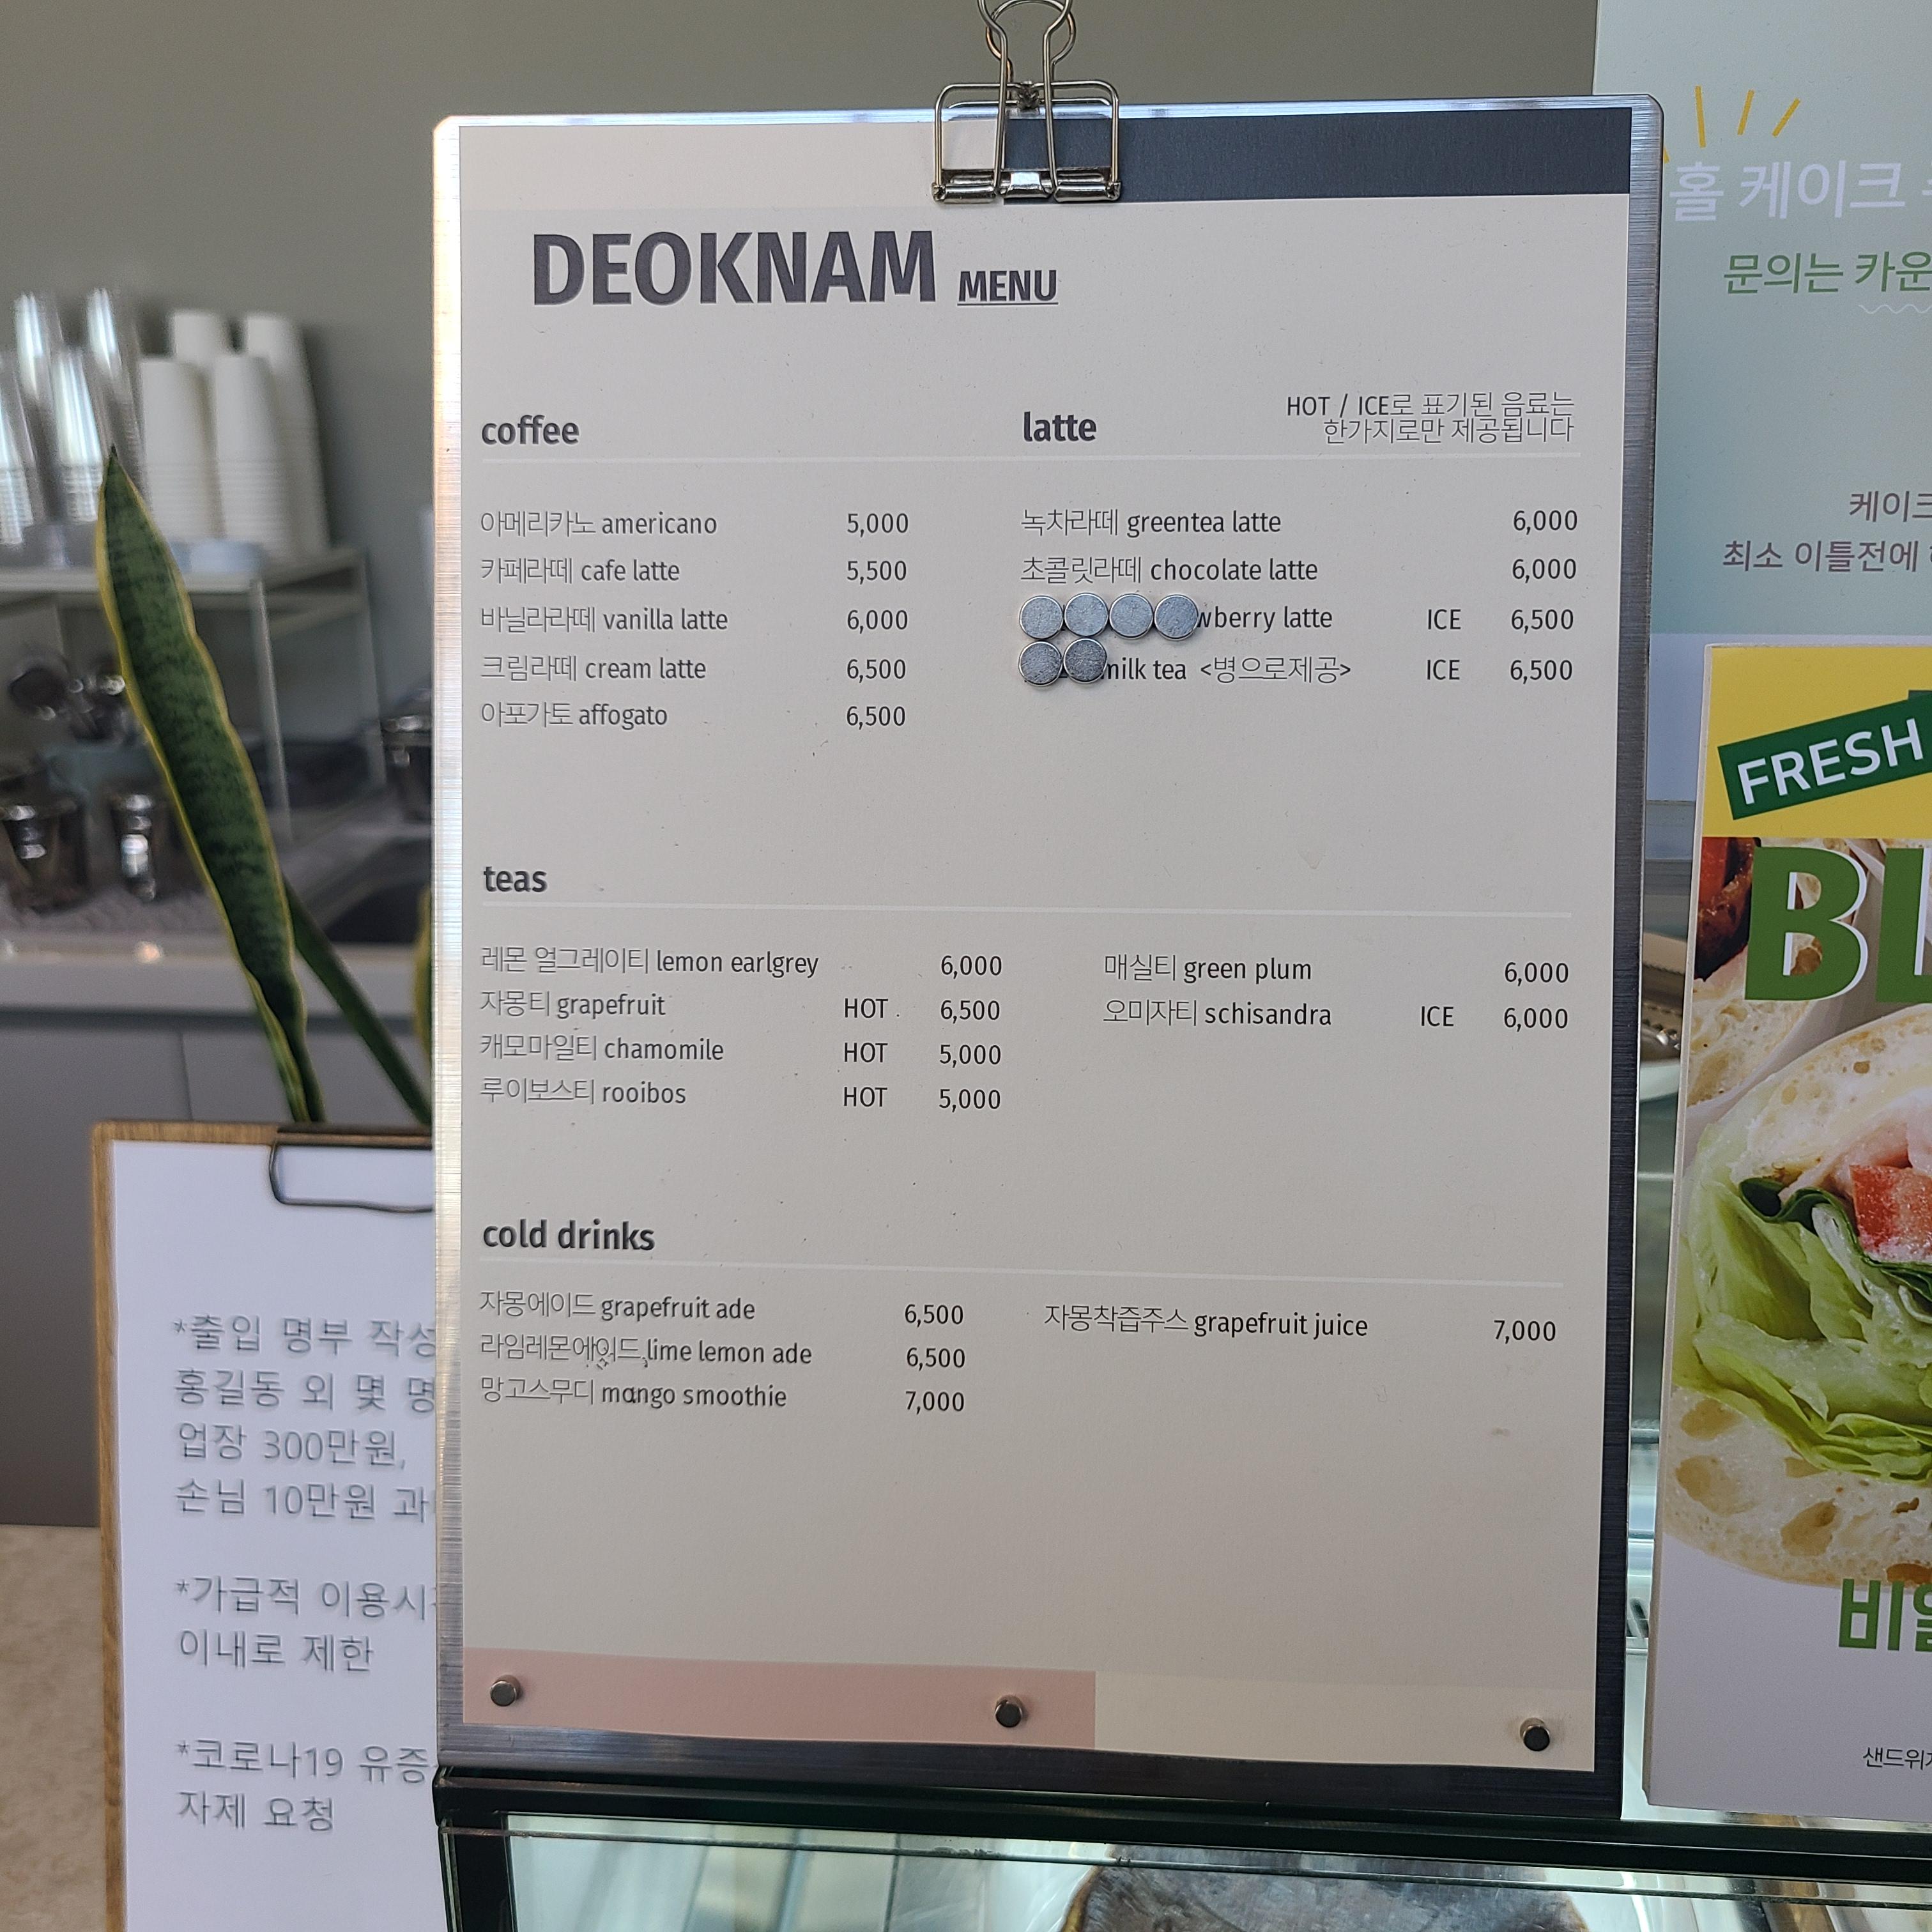 DEOKNAM MENU
coffee
아메리카노 americano 5,000
카페라떼 cafe latte 5,500
바닐라라떼 vanilla latte 6,000
크림라떼 cream latte 6,500
아포가토 affogato 6,500
latte
HOT / ICE로 표기된 음료는
한가지로만 제공됩니다
녹차라떼 greentea latte 6,000
초콜릿라떼 chocolate latte 6,000
wberry latte ICE 6,500
milk tea <병으로제공> ICE 6,500
teas
레몬 얼그레이티 lemon earlgrey 6,000
자몽티 grapefruit HOT 6,500
캐모마일티 chamomile HOT 5,000
루이보스티 rooibos HOT 5,000
매실티 green plum 6,000
오미자티 schisandra ICE 6,000
cold drinks
자몽에이드 grapefruit ade 6,500
라임레몬에이드 lime lemon ade 6,500
망고스무디 mango smoothie 7,000
자몽착즙주스 grapefruit juice 7,000
*출입 명부 작성
홍길동 외 몇 명
업장 300만원,
손님 10만원 과
*가급적 이용시
이내로 제한
*코로나19 유증
자제 요청
홀 케이크
문의는 카운
케이크
최소 이틀전에
FRESH
BL
비엘
샌드위치